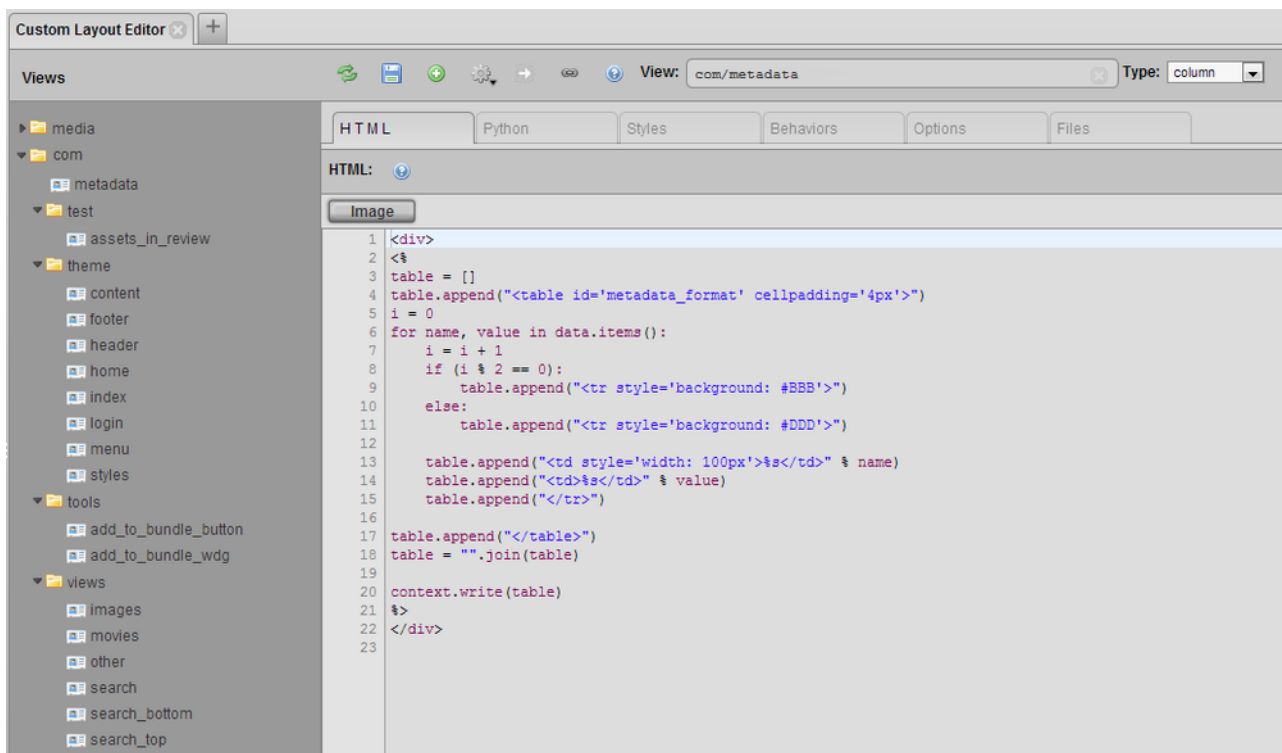 Custom Layout Editor
Views
View: com/metadata Type: column
media
com
metadata
test
assets_in_review
theme
content
footer
header
home
index
login
menu
styles
tools
add_to_bundle_button
add_to_bundle_wdg
views
images
movies
other
search
search_bottom
search_top
HTML Python Styles Behaviors Options Files
HTML:
Image
1 <div>
2 <%
3 table = []
4 table.append("<table id='metadata_format' cellpadding='4px'>")
5 i = 0
6 for name, value in data.items():
7     i = i + 1
8     if (i % 2 == 0):
9         table.append("<tr style='background: #BBB'>")
10     else:
11         table.append("<tr style='background: #DDD'>")
12
13     table.append("<td style='width: 100px'>%s</td>" % name)
14     table.append("<td>%s</td>" % value)
15     table.append("</tr>")
16
17 table.append("</table>")
18 table = "".join(table)
19
20 context.write(table)
21 %>
22 </div>
23